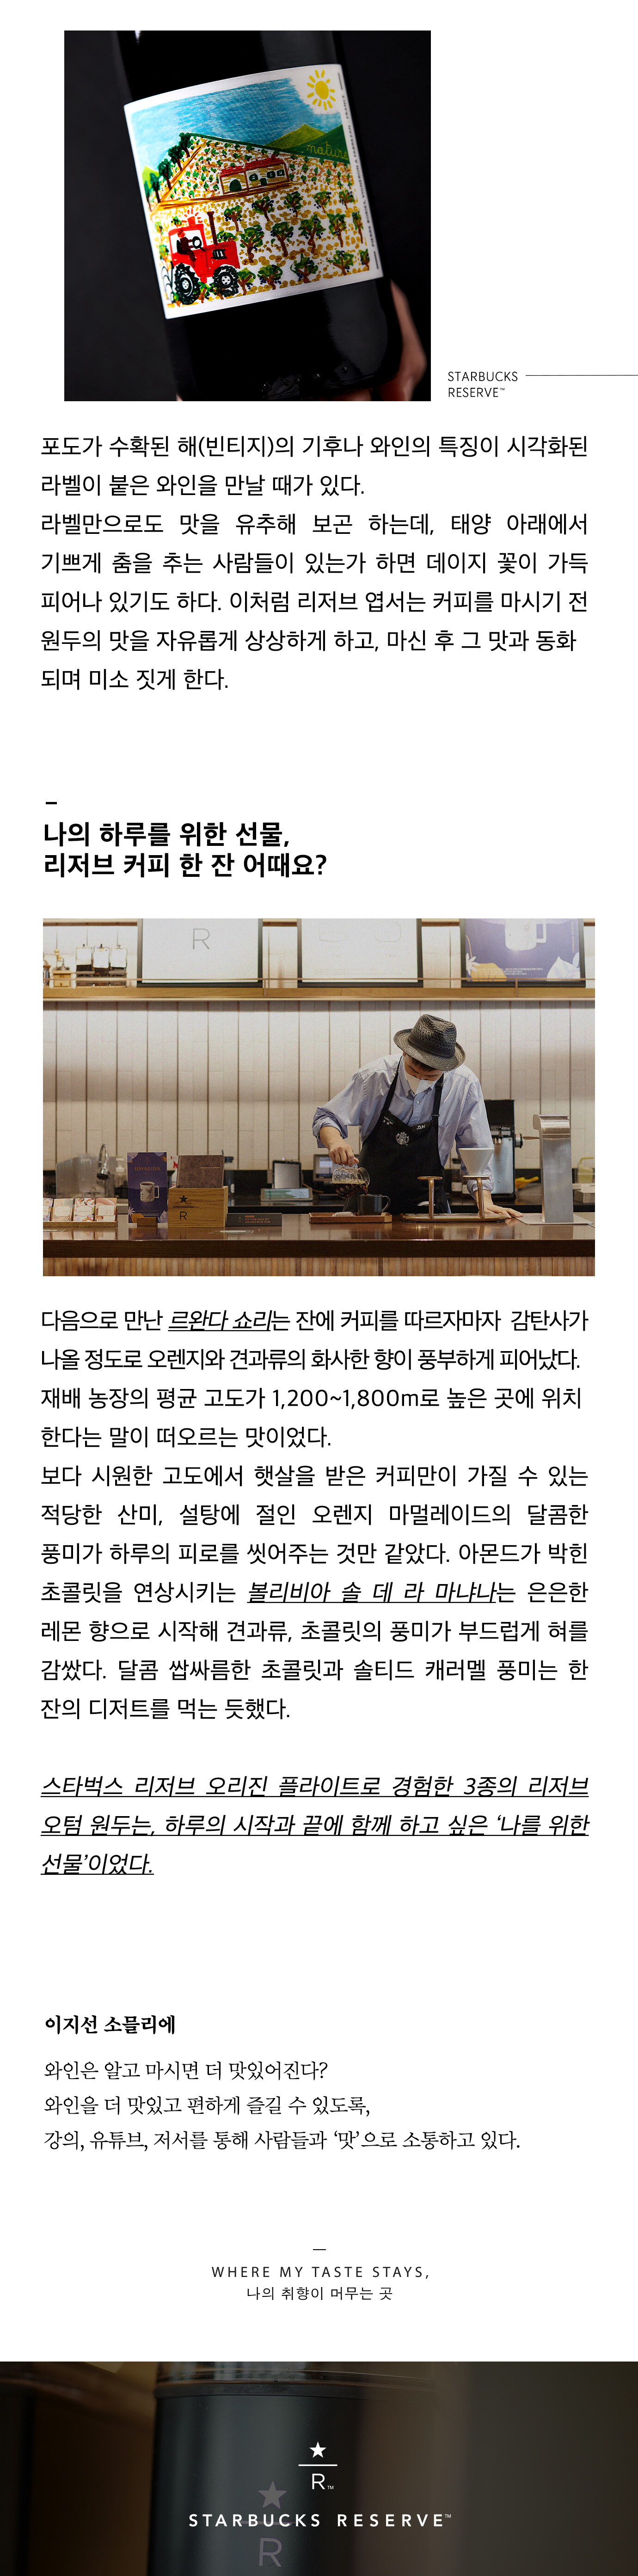 nature
STARBUCKS
RESERVE™
포도가 수확된 해(빈티지)의 기후나 와인의 특징이 시각화된
라벨이 붙은 와인을 만날 때가 있다.
라벨만으로도 맛을 유추해 보곤 하는데, 태양 아래에서
기쁘게 춤을 추는 사람들이 있는가 하면 데이지 꽃이 가득
피어나 있기도 하다. 이처럼 리저브 엽서는 커피를 마시기 전
원두의 맛을 자유롭게 상상하게 하고, 마신 후 그 맛과 동화
되며 미소 짓게 한다.
–
나의 하루를 위한 선물,
리저브 커피 한 잔 어때요?
R
R
다음으로 만난 르완다 쇼리는 잔에 커피를 따르자마자 감탄사가
나올 정도로 오렌지와 견과류의 화사한 향이 풍부하게 피어났다.
재배 농장의 평균 고도가 1,200~1,800m로 높은 곳에 위치
한다는 말이 떠오르는 맛이었다.
보다 시원한 고도에서 햇살을 받은 커피만이 가질 수 있는
적당한 산미, 설탕에 절인 오렌지 마멀레이드의 달콤한
풍미가 하루의 피로를 씻어주는 것만 같았다. 아몬드가 박힌
초콜릿을 연상시키는 볼리비아 솔 데 라 마냐나는 은은한
레몬 향으로 시작해 견과류, 초콜릿의 풍미가 부드럽게 혀를
감쌌다. 달콤 쌉싸름한 초콜릿과 솔티드 캐러멜 풍미는 한
잔의 디저트를 먹는 듯했다.
스타벅스 리저브 오리진 플라이트로 경험한 3종의 리저브
오텀 원두는, 하루의 시작과 끝에 함께 하고 싶은 ‘나를 위한
선물’이었다.
이지선 소믈리에
와인은 알고 마시면 더 맛있어진다?
와인을 더 맛있고 편하게 즐길 수 있도록,
강의, 유튜브, 저서를 통해 사람들과 ‘맛’으로 소통하고 있다.
—
WHERE MY TASTE STAYS,
나의 취향이 머무는 곳
R™
STARBUCKS RESERVE™
R